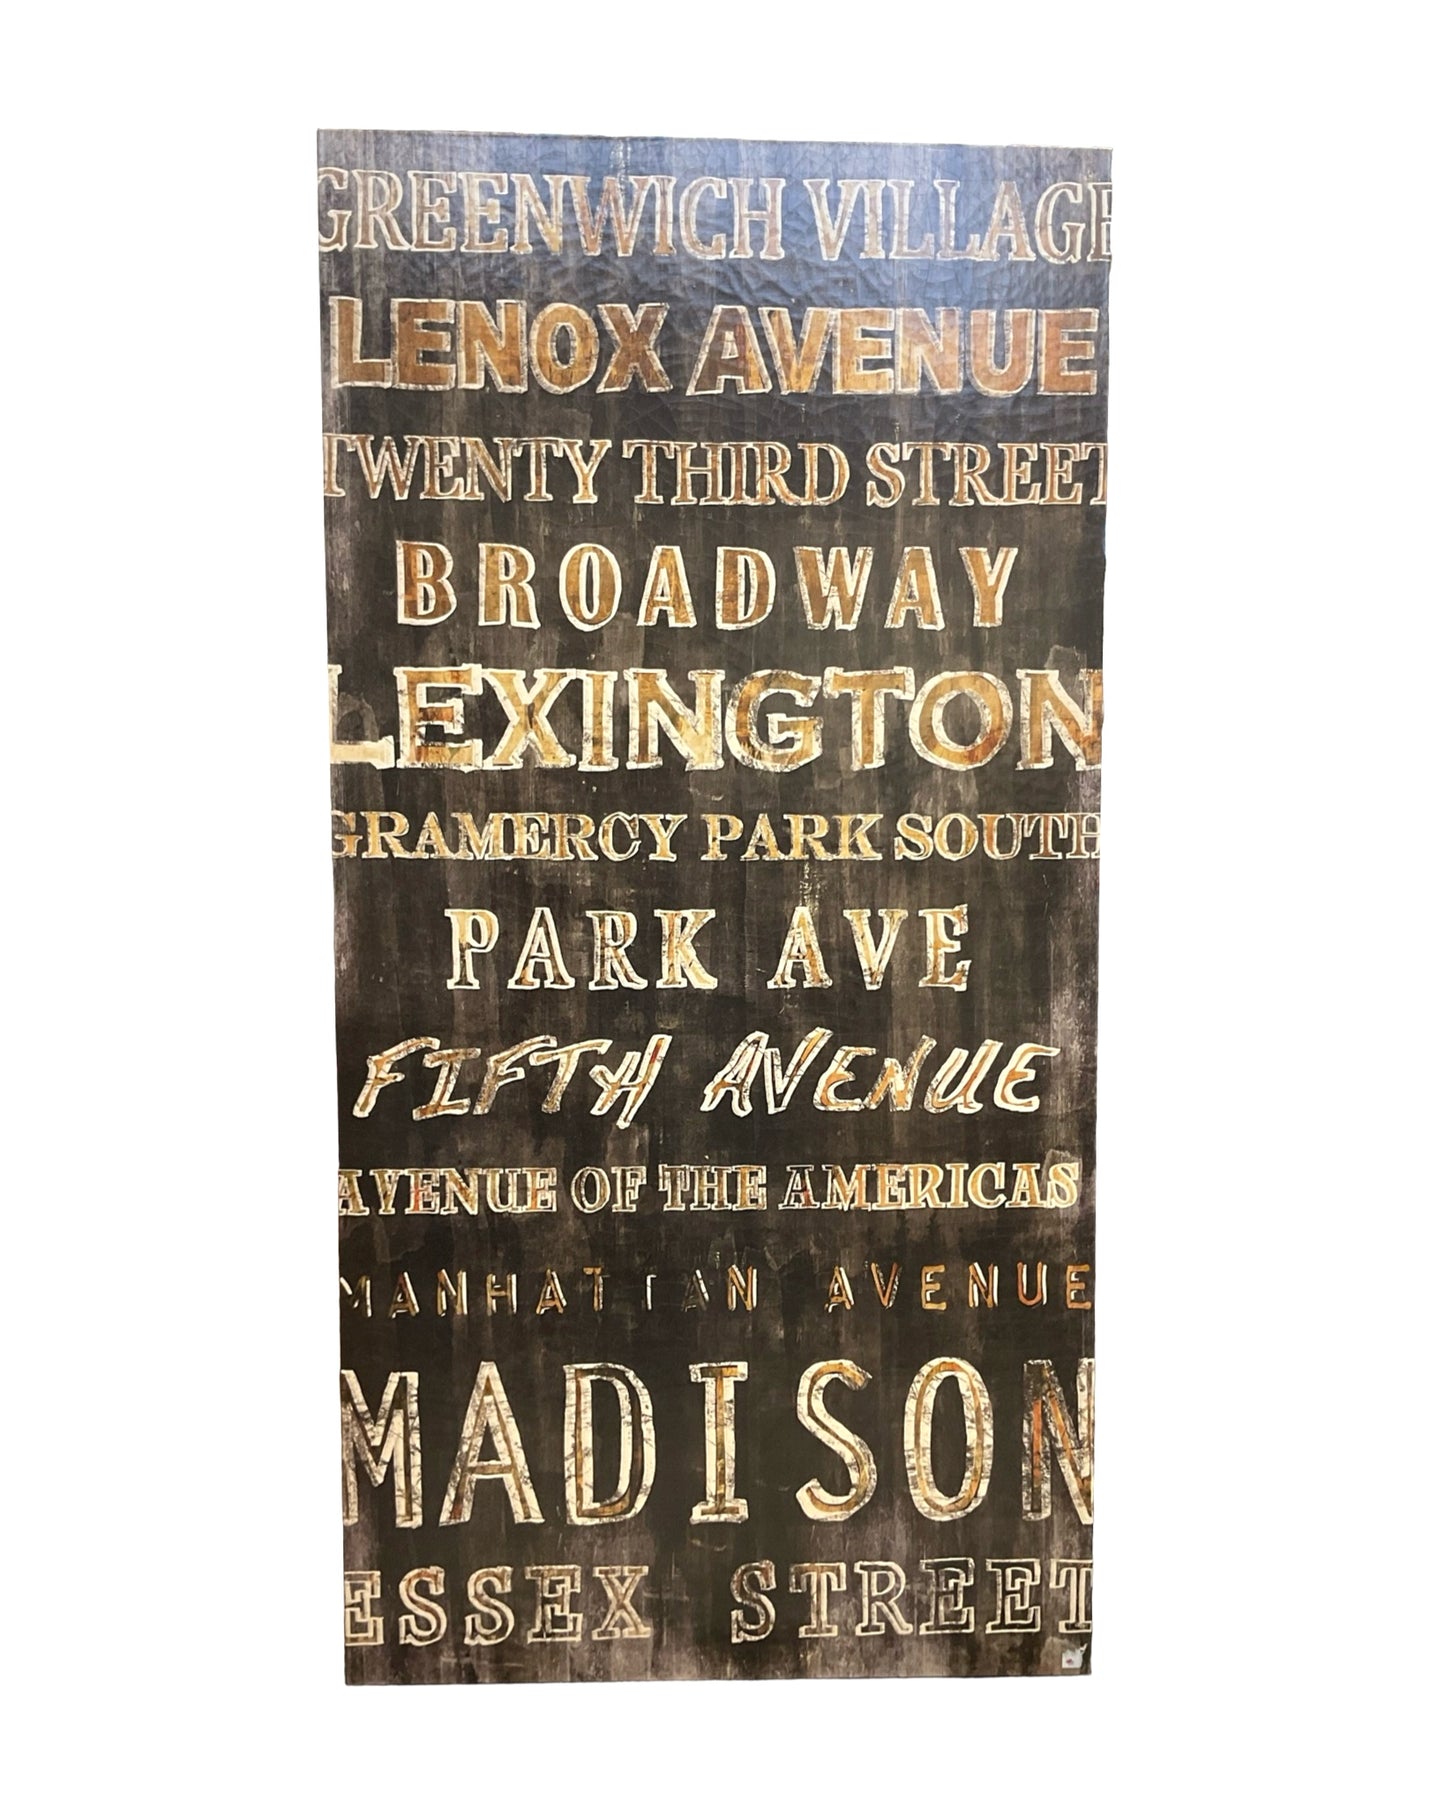 GREENWICH VILLAGE
LENOX AVENUE
TWENTY THIRD STREET
BROADWAY
LEXINGTON
GRAMERCY PARK SOUTH
PARK AVE
FIFTH AVENUE
AVENUE OF THE AMERICAS
MANHATTAN AVENUE
MADISON
ESSEX STREET